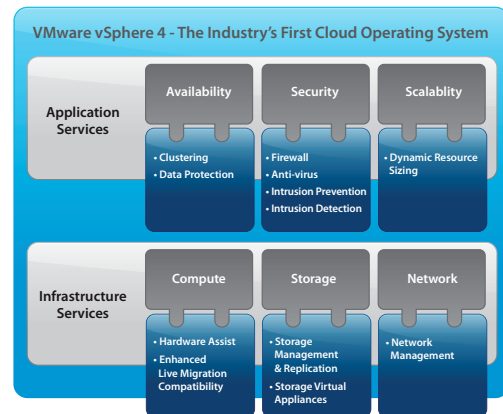 VMware vSphere 4 - The Industry's First Cloud Operating System
Application
Services
Availability
• Clustering
• Data Protection
Security
• Firewall
• Anti-virus
• Intrusion Prevention
• Intrusion Detection
Scalablity
• Dynamic Resource
Sizing
Infrastructure
Services
Compute
• Hardware Assist
• Enhanced
Live Migration
Compatibility
Storage
• Storage
Management
& Replication
• Storage Virtual
Appliances
Network
• Network
Management